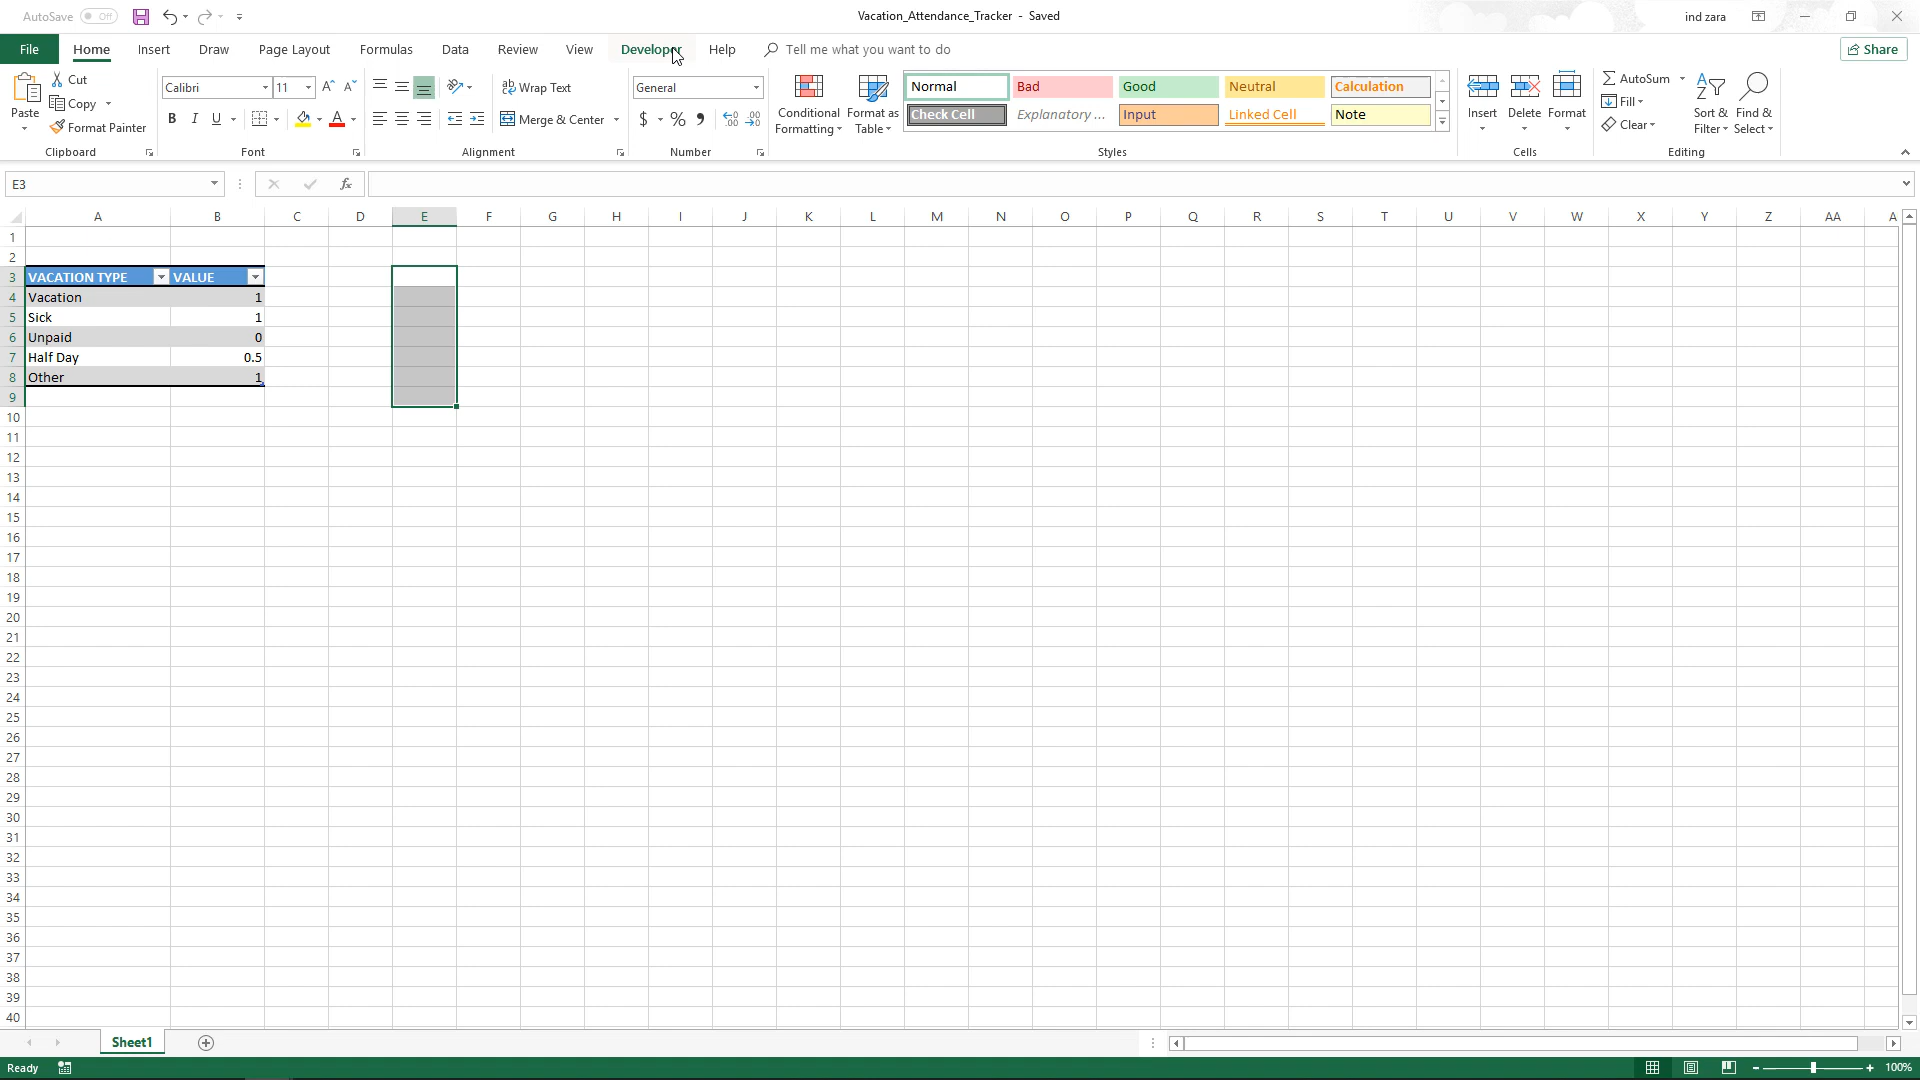 AutoSave Off Vacation_Attendance_Tracker - Saved ind zara
File Home Insert Draw Page Layout Formulas Data Review View Developer Help Tell me what you want to do Share
Paste Cut Copy Format Painter Clipboard
Calibri 11 B I U A Font
Wrap Text Merge & Center Alignment
General $ % , Number
Conditional Formatting Format as Table
Normal Bad Good Neutral Calculation
Check Cell Explanatory ... Input Linked Cell Note
Styles
Insert Delete Format Cells
AutoSum Fill Clear Sort & Filter Find & Select Editing
E3 fx
A B C D E F G H I J K L M N O P Q R S T U V W X Y Z AA A
1
2
3 VACATION TYPE VALUE
4 Vacation 1
5 Sick 1
6 Unpaid 0
7 Half Day 0.5
8 Other 1
9
10
11
12
13
14
15
16
17
18
19
20
21
22
23
24
25
26
27
28
29
30
31
32
33
34
35
36
37
38
39
40
Sheet1
Ready 100%